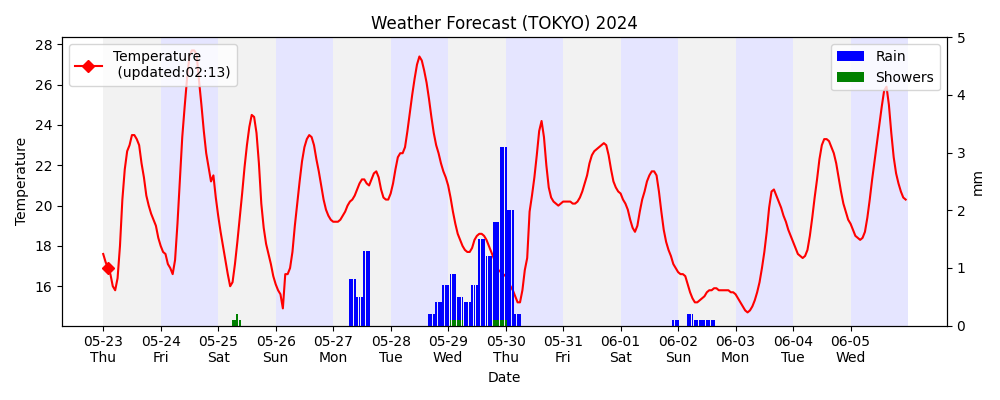 Weather Forecast (TOKYO) 2024
Temperature
(updated:02:13)
Rain
Showers
Temperature
28
26
24
22
20
18
16
5
4
3
2
1
0
mm
05-23 05-24 05-25 05-26 05-27 05-28 05-29 05-30 05-31 06-01 06-02 06-03 06-04 06-05
Thu Fri Sat Sun Mon Tue Wed Thu Fri Sat Sun Mon Tue Wed
Date